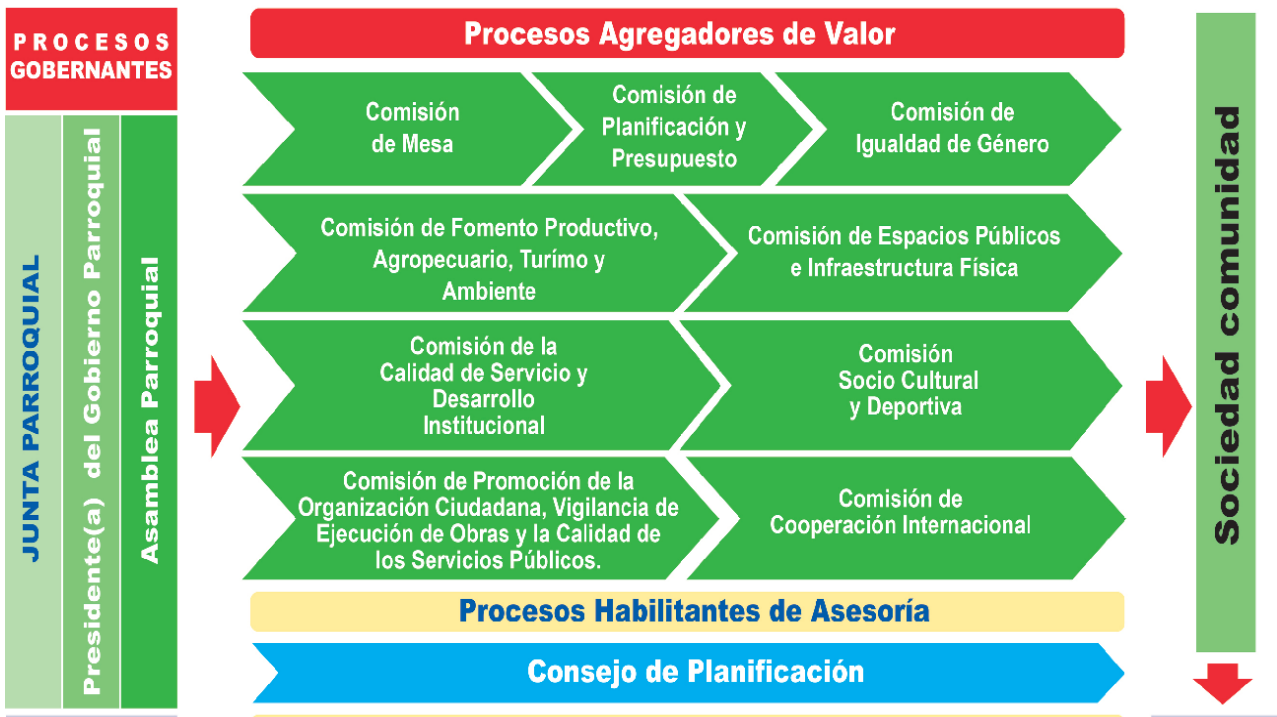 PROCESOS
GOBERNANTES
JUNTA PARROQUIAL
Presidente(a) del Gobierno Parroquial
Asamblea Parroquial
Procesos Agregadores de Valor
Comisión
de Mesa
Comisión de
Planificación y
Presupuesto
Comisión de
Igualdad de Género
Comisión de Fomento Productivo,
Agropecuario, Turímo y
Ambiente
Comisión de Espacios Públicos
e Infraestructura Física
Comisión de la
Calidad de Servicio y
Desarrollo
Institucional
Comisión
Socio Cultural
y Deportiva
Comisión de Promoción de la
Organización Ciudadana, Vigilancia de
Ejecución de Obras y la Calidad de
los Servicios Públicos.
Comisión de
Cooperación Internacional
Procesos Habilitantes de Asesoría
Consejo de Planificación
Sociedad comunidad